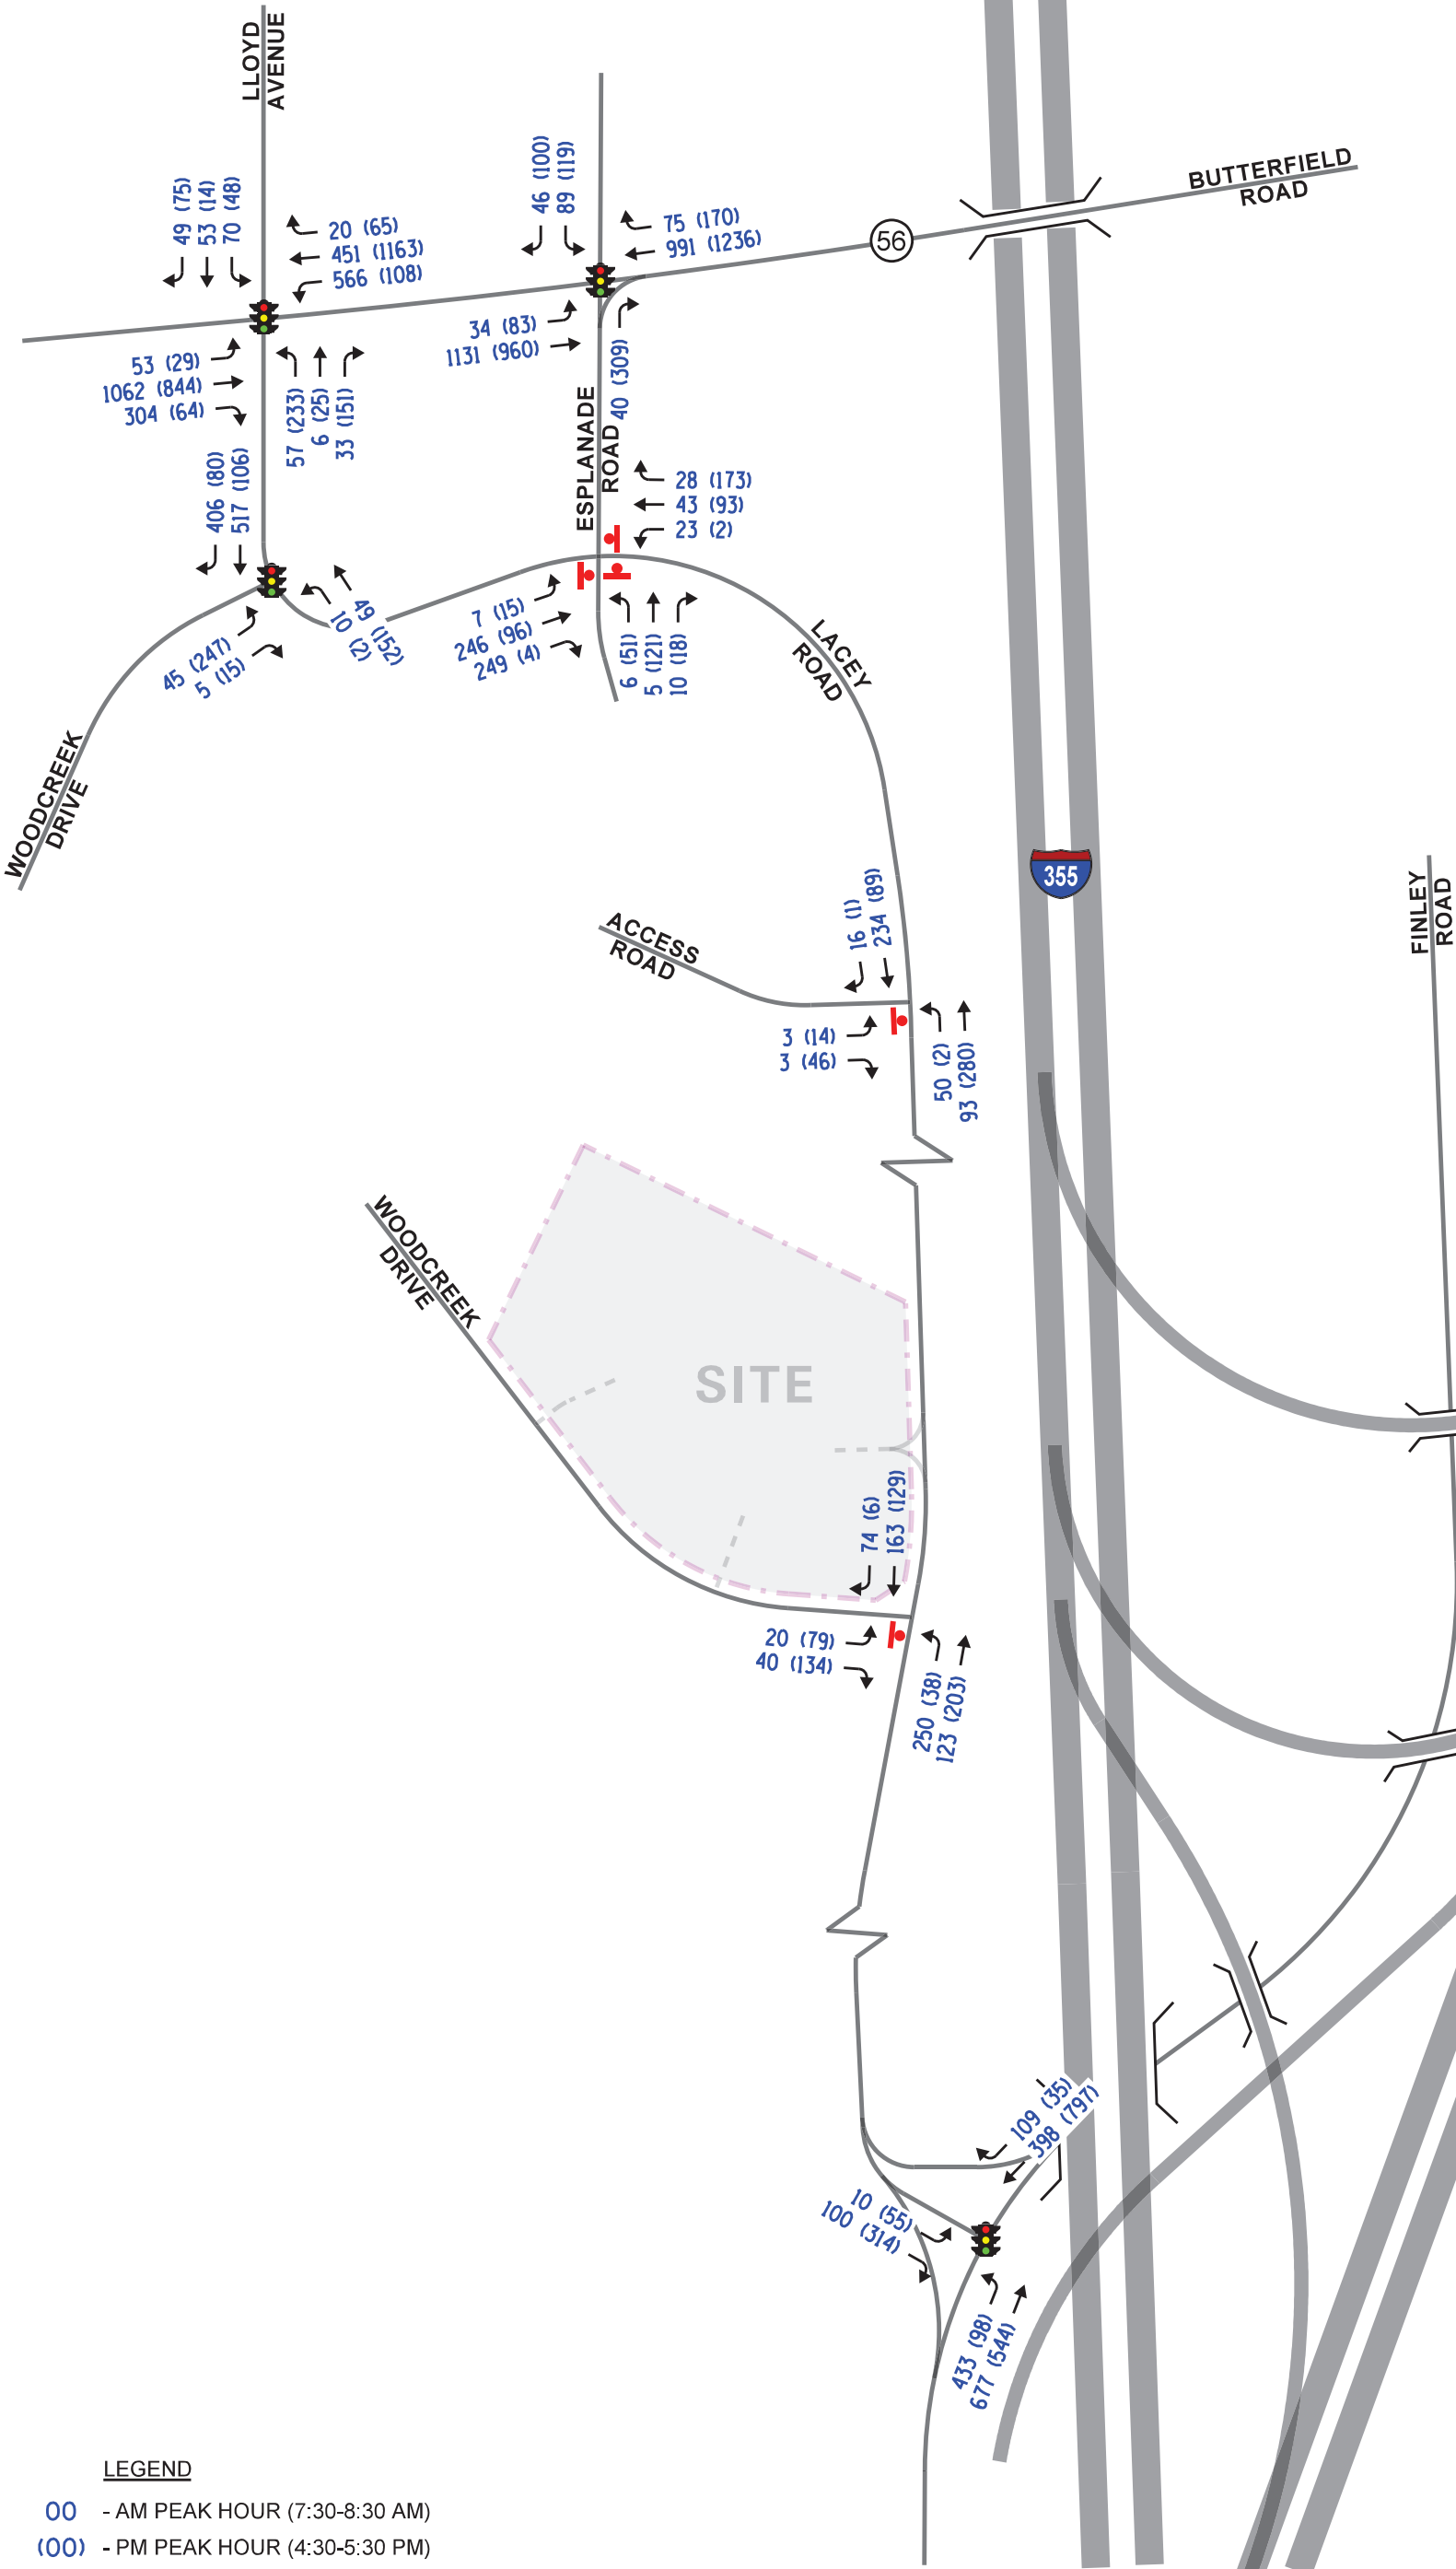 LLOYD
AVENUE
49 (75)
53 (14)
70 (48)
20 (65)
451 (1163)
566 (108)
46 (100)
89 (119)
75 (170)
991 (1236)
56
BUTTERFIELD
ROAD
53 (29)
1062 (844)
304 (64)
57 (233)
6 (25)
33 (151)
34 (83)
1131 (960)
40 (309)
ESPLANADE
ROAD
406 (80)
517 (106)
28 (173)
43 (93)
23 (2)
45 (247)
5 (15)
49 (152)
10 (2)
7 (15)
246 (96)
249 (4)
6 (51)
5 (121)
10 (18)
LACEY
ROAD
WOODCREEK
DRIVE
355
FINLEY
ROAD
ACCESS
ROAD
16 (1)
234 (89)
3 (14)
3 (46)
50 (2)
93 (280)
WOODCREEK
DRIVE
SITE
74 (6)
163 (129)
20 (79)
40 (134)
250 (38)
123 (203)
109 (35)
398 (797)
10 (55)
100 (314)
433 (98)
677 (544)
LEGEND
00 - AM PEAK HOUR (7:30-8:30 AM)
(00) - PM PEAK HOUR (4:30-5:30 PM)